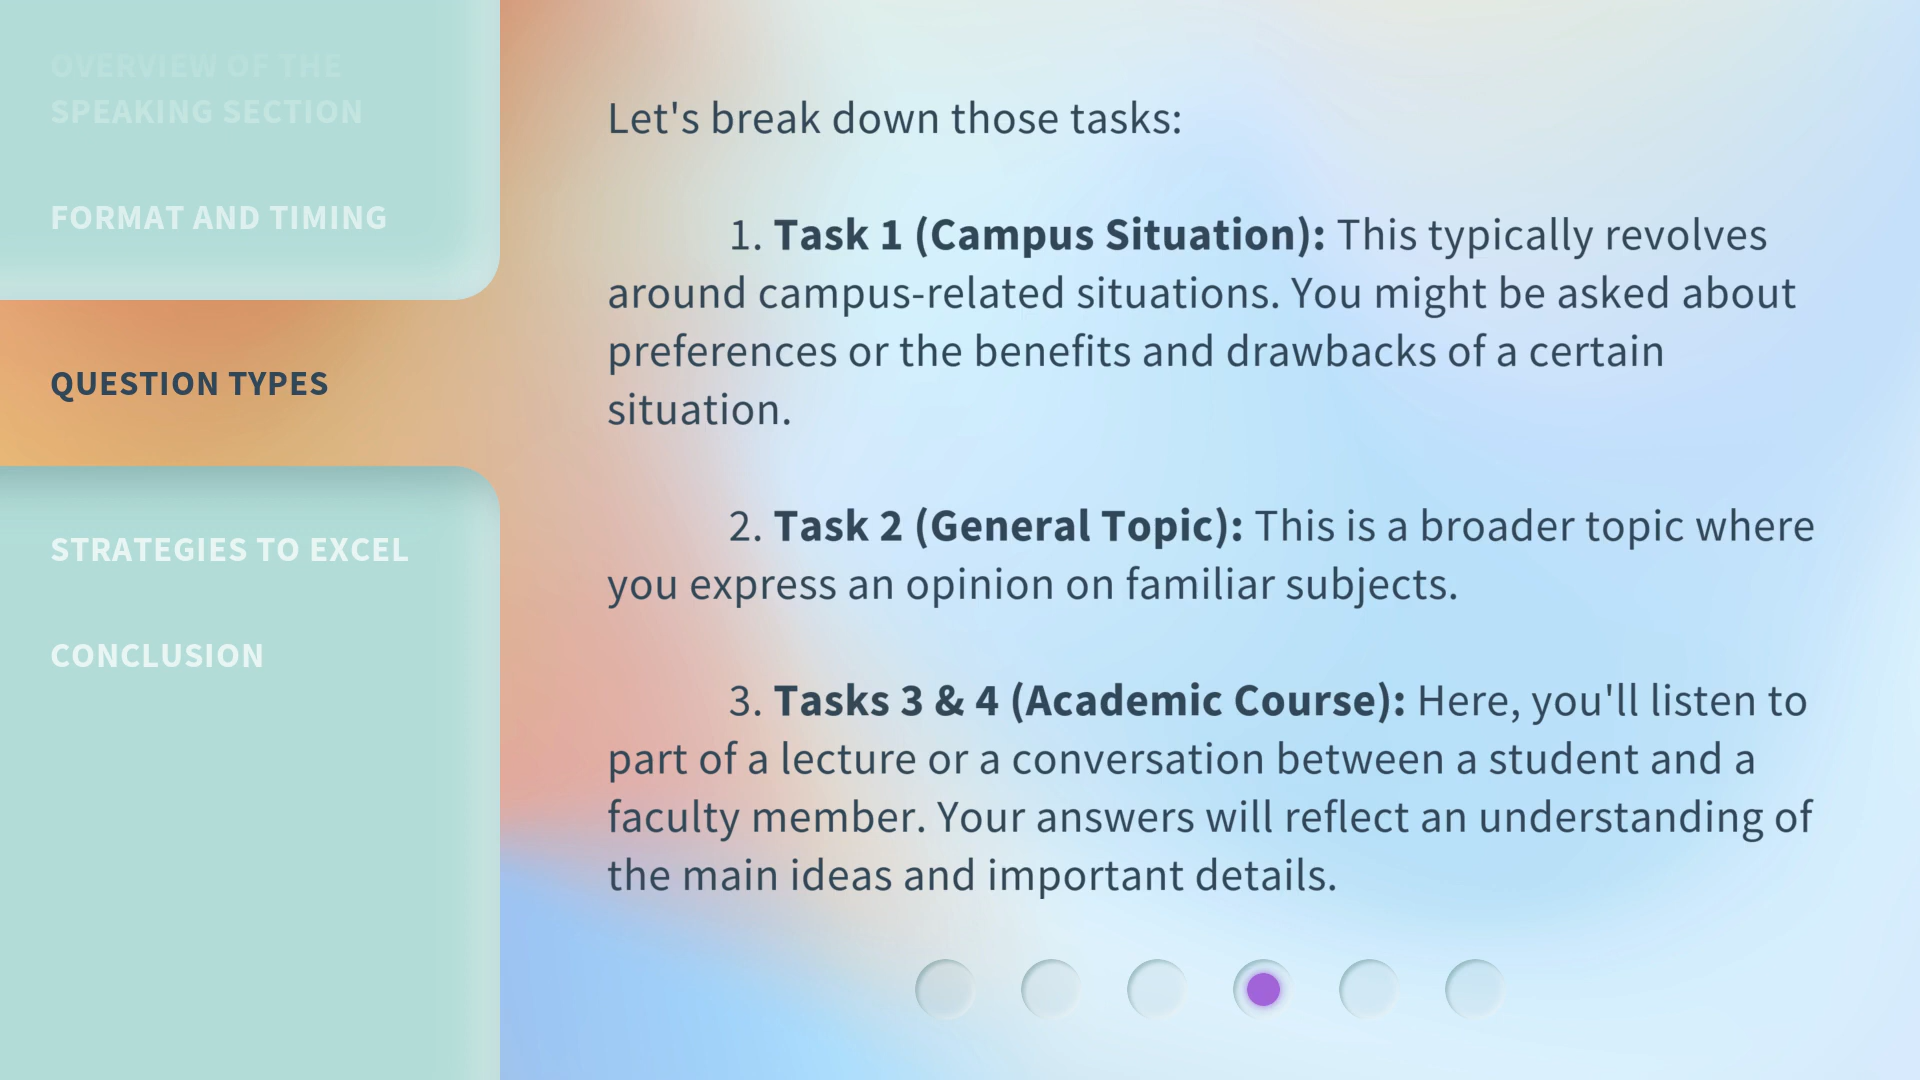 OVERVIEW OF THE
SPEAKING SECTION
FORMAT AND TIMING
QUESTION TYPES
STRATEGIES TO EXCEL
CONCLUSION
Let's break down those tasks:
1. Task 1 (Campus Situation): This typically revolves
around campus-related situations. You might be asked about
preferences or the benefits and drawbacks of a certain
situation.
2. Task 2 (General Topic): This is a broader topic where
you express an opinion on familiar subjects.
3. Tasks 3 & 4 (Academic Course): Here, you'll listen to
part of a lecture or a conversation between a student and a
faculty member. Your answers will reflect an understanding of
the main ideas and important details.